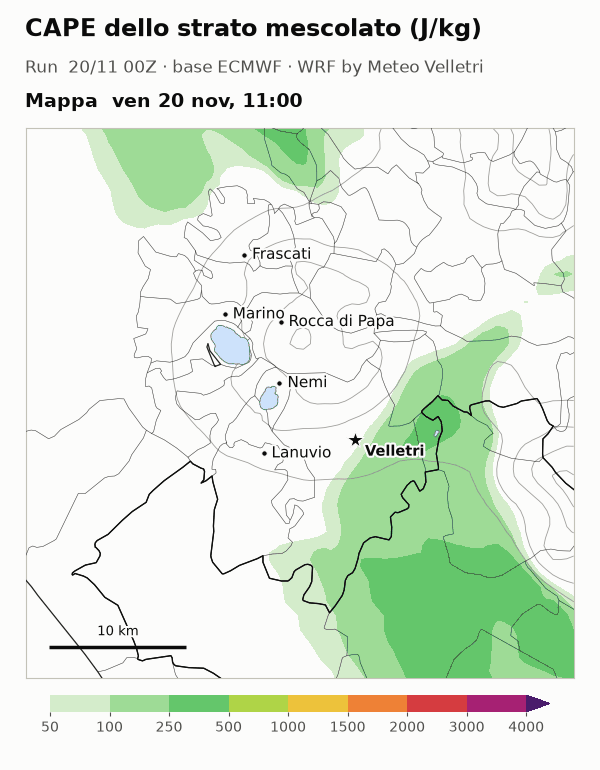 CAPE dello strato mescolato (J/kg)
Run  20/11 00Z · base ECMWF · WRF by Meteo Velletri
Mappa  ven 20 nov, 11:00
Frascati
Marino
Rocca di Papa
Nemi
Velletri
Lanuvio
10 km
50 100 250 500 1000 1500 2000 3000 4000